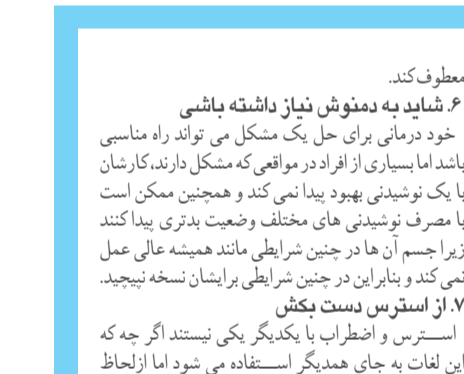 معطوف کند.
۶. شاید به دمنوش نیاز داشته باشی
خود درمانی برای حل یک مشکل می تواند راه مناسبی
باشد اما بسیاری از افراد در مواقعی که مشکل دارند، کارشان
با یک نوشیدنی بهبود پیدا نمی کند و همچنین ممکن است
با مصرف نوشیدنی های مختلف وضعیت بدتری پیدا کنند
زیرا جسم آن ها در چنین شرایطی مانند همیشه عالی عمل
نمی کند و بنابراین در چنین شرایطی برایشان نسخه نپیچید.
۷. از استرس دست بکش
استرس و اضطراب با یکدیگر یکی نیستند اگر چه که
این لغات به جای همدیگر استفاده می شود اما ازلحاظ